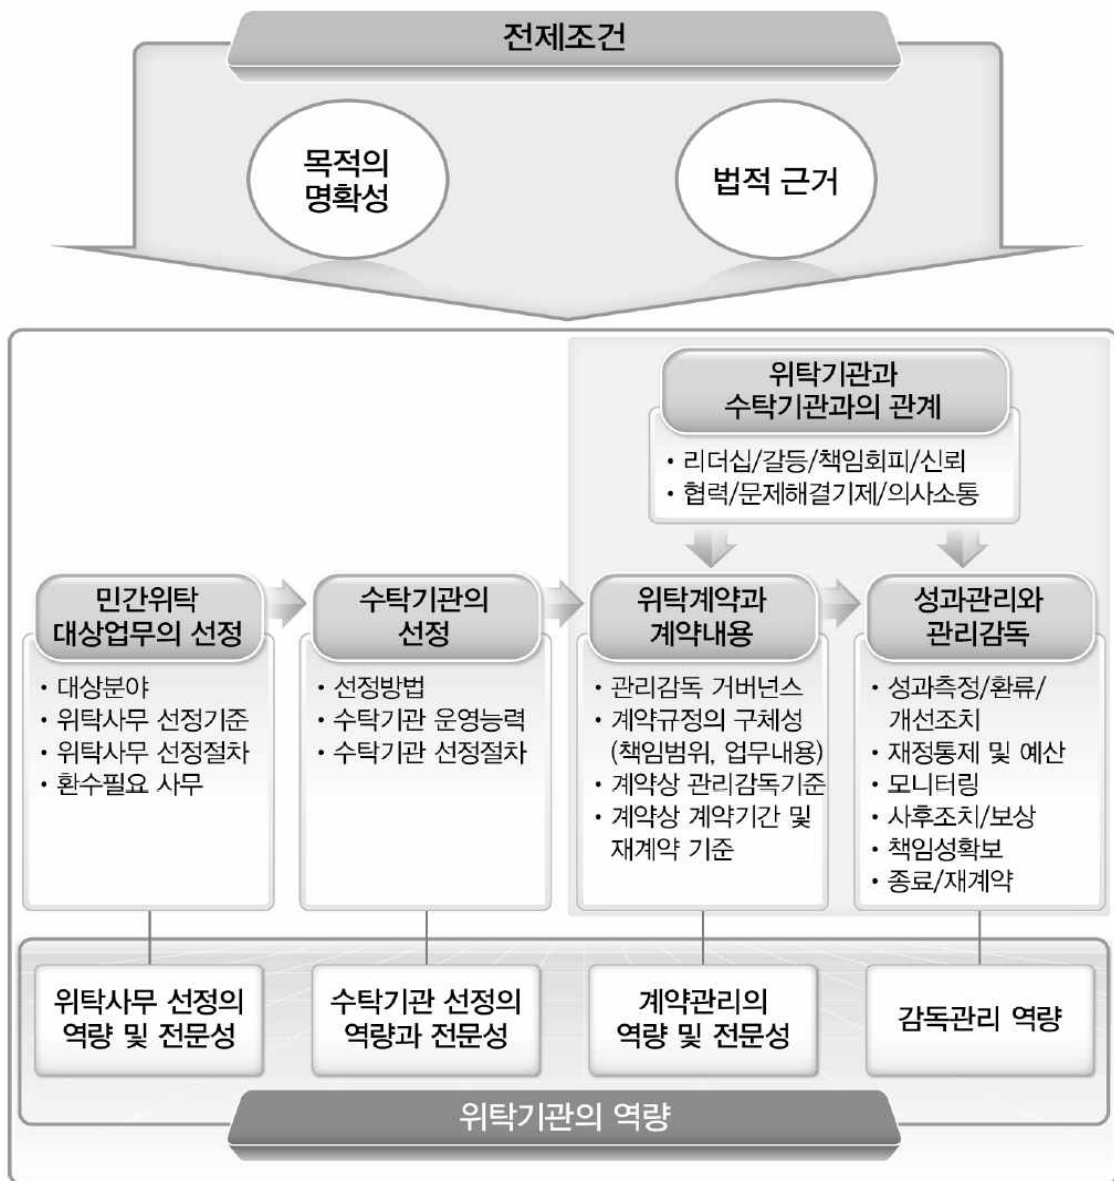 전제조건
목적의
명확성
법적 근거
위탁기관과
수탁기관과의 관계
• 리더십/갈등/책임회피/신뢰
• 협력/문제해결기제/의사소통
민간위탁
대상업무의 선정
• 대상분야
• 위탁사무 선정기준
• 위탁사무 선정절차
• 환수필요 사무
수탁기관의
선정
• 선정방법
• 수탁기관 운영능력
• 수탁기관 선정절차
위탁계약과
계약내용
• 관리감독 거버넌스
• 계약규정의 구체성
(책임범위, 업무내용)
• 계약상 관리감독기준
• 계약상 계약기간 및
재계약 기준
성과관리와
관리감독
• 성과측정/환류/
개선조치
• 재정통제 및 예산
• 모니터링
• 사후조치/보상
• 책임성확보
• 종료/재계약
위탁사무 선정의
역량 및 전문성
수탁기관 선정의
역량과 전문성
계약관리의
역량 및 전문성
감독관리 역량
위탁기관의 역량